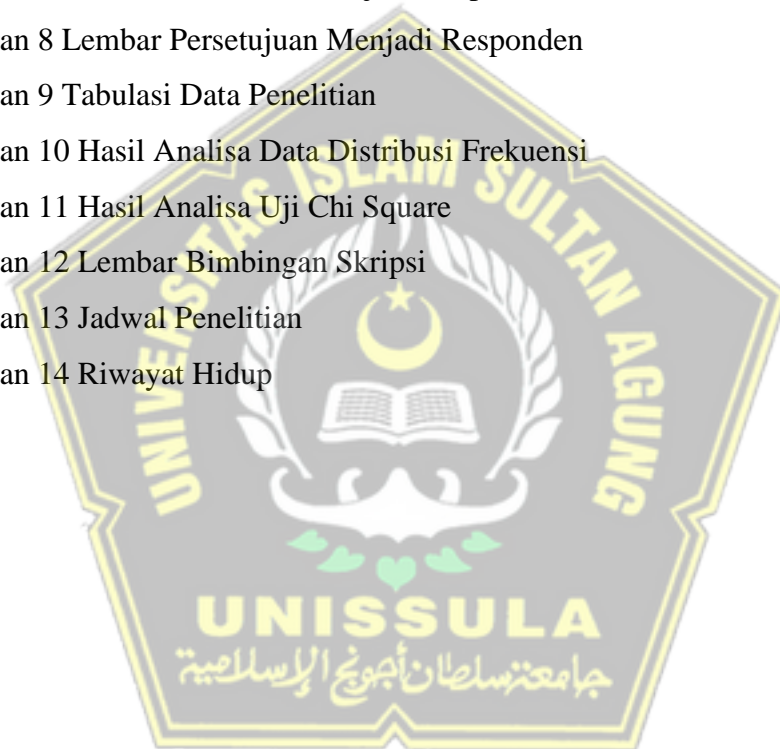 an 8 Lembar Persetujuan Menjadi Responden
an 9 Tabulasi Data Penelitian
an 10 Hasil Analisa Data Distribusi Frekuensi
an 11 Hasil Analisa Uji Chi Square
an 12 Lembar Bimbingan Skripsi
an 13 Jadwal Penelitian
an 14 Riwayat Hidup
UNIVERSITAS ISLAM SULTAN AGUNG
UNISSULA
جامعتسلطان أجونج الإسلامية